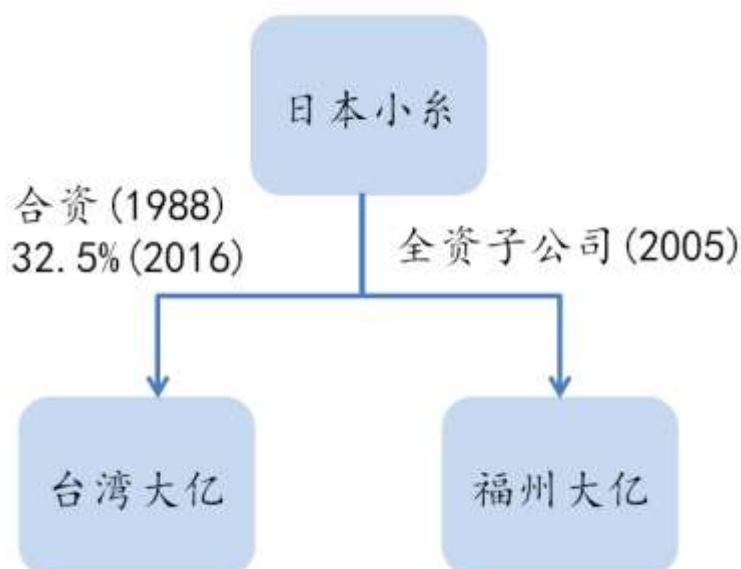 日本小糸
合资(1988)
32.5%(2016)
全资子公司(2005)
台湾大亿
福州大亿